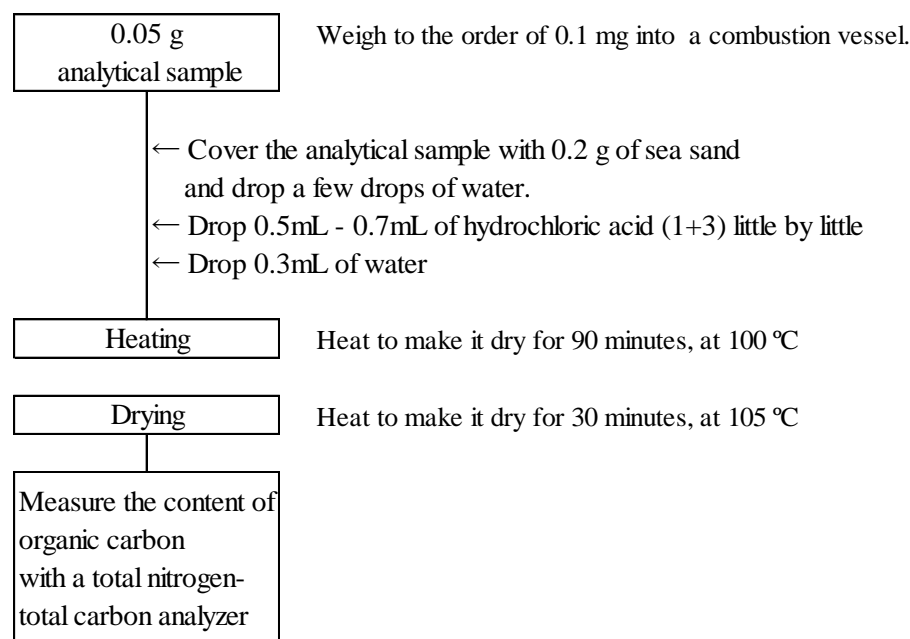 0.05 g
analytical sample
Weigh to the order of 0.1 mg into a combustion vessel.
← Cover the analytical sample with 0.2 g of sea sand
and drop a few drops of water.
← Drop 0.5mL - 0.7mL of hydrochloric acid (1+3) little by little
← Drop 0.3mL of water
Heating
Heat to make it dry for 90 minutes, at 100 ºC
Drying
Heat to make it dry for 30 minutes, at 105 ºC
Measure the content of
organic carbon
with a total nitrogen-
total carbon analyzer